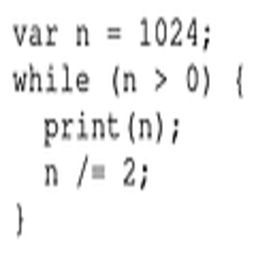 var n = 1024;
while (n > 0) {
  print(n);
  n /= 2;
}